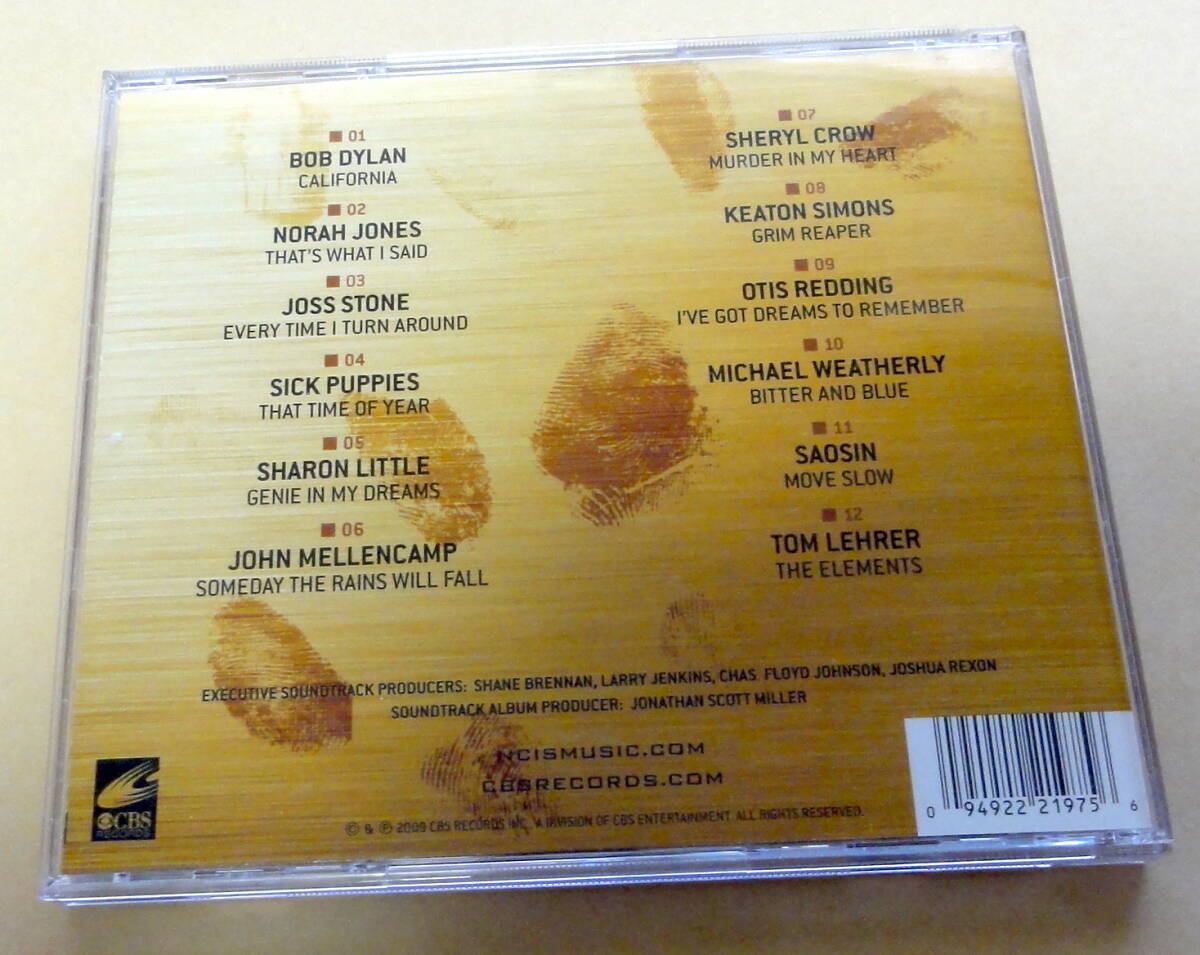 01
BOB DYLAN
CALIFORNIA
02
NORAH JONES
THAT'S WHAT I SAID
03
JOSS STONE
EVERY TIME I TURN AROUND
04
SICK PUPPIES
THAT TIME OF YEAR
05
SHARON LITTLE
GENIE IN MY DREAMS
06
JOHN MELLENCAMP
SOMEDAY THE RAINS WILL FALL
07
SHERYL CROW
MURDER IN MY HEART
08
KEATON SIMONS
GRIM REAPER
09
OTIS REDDING
I'VE GOT DREAMS TO REMEMBER
10
MICHAEL WEATHERLY
BITTER AND BLUE
11
SAOSIN
MOVE SLOW
12
TOM LEHRER
THE ELEMENTS
EXECUTIVE SOUNDTRACK PRODUCERS: SHANE BRENNAN, LARRY JENKINS, CHAS. FLOYD JOHNSON, JOSHUA REXON
SOUNDTRACK ALBUM PRODUCER: JONATHAN SCOTT MILLER
NCISMUSIC.COM
CBSRECORDS.COM
© & ℗ 2009 CBS RECORDS INC. A DIVISION OF CBS ENTERTAINMENT. ALL RIGHTS RESERVED.
CBS
RECORDS
0 94922 21975 6